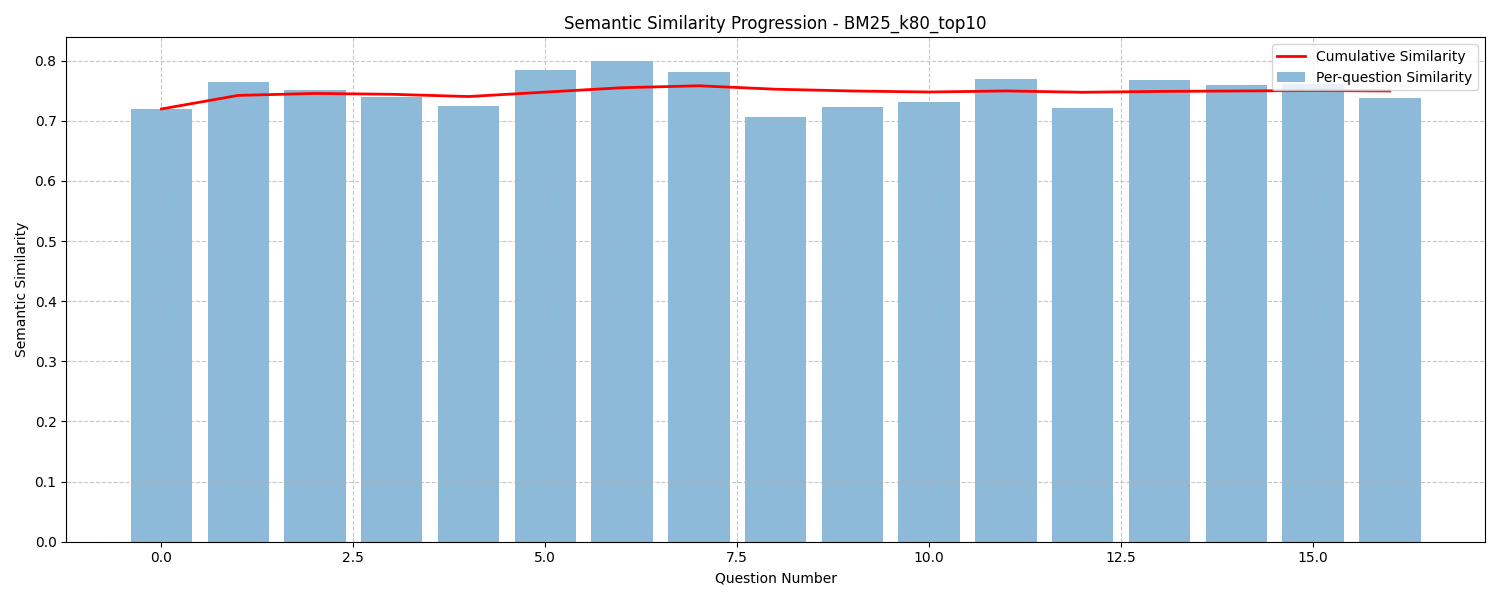 Semantic Similarity Progression - BM25_k80_top10
Cumulative Similarity
Per-question Similarity
Semantic Similarity
0.8
0.7
0.6
0.5
0.4
0.3
0.2
0.1
0.0
0.0 2.5 5.0 7.5 10.0 12.5 15.0
Question Number